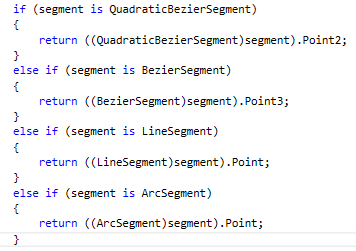 if (segment is QuadraticBezierSegment)
{
    return ((QuadraticBezierSegment)segment).Point2;
}
else if (segment is BezierSegment)
{
    return ((BezierSegment)segment).Point3;
}
else if (segment is LineSegment)
{
    return ((LineSegment)segment).Point;
}
else if (segment is ArcSegment)
{
    return ((ArcSegment)segment).Point;
}